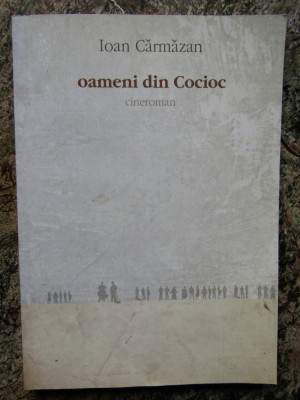 Ioan Cărmăzan
oameni din Cocioc
cineroman